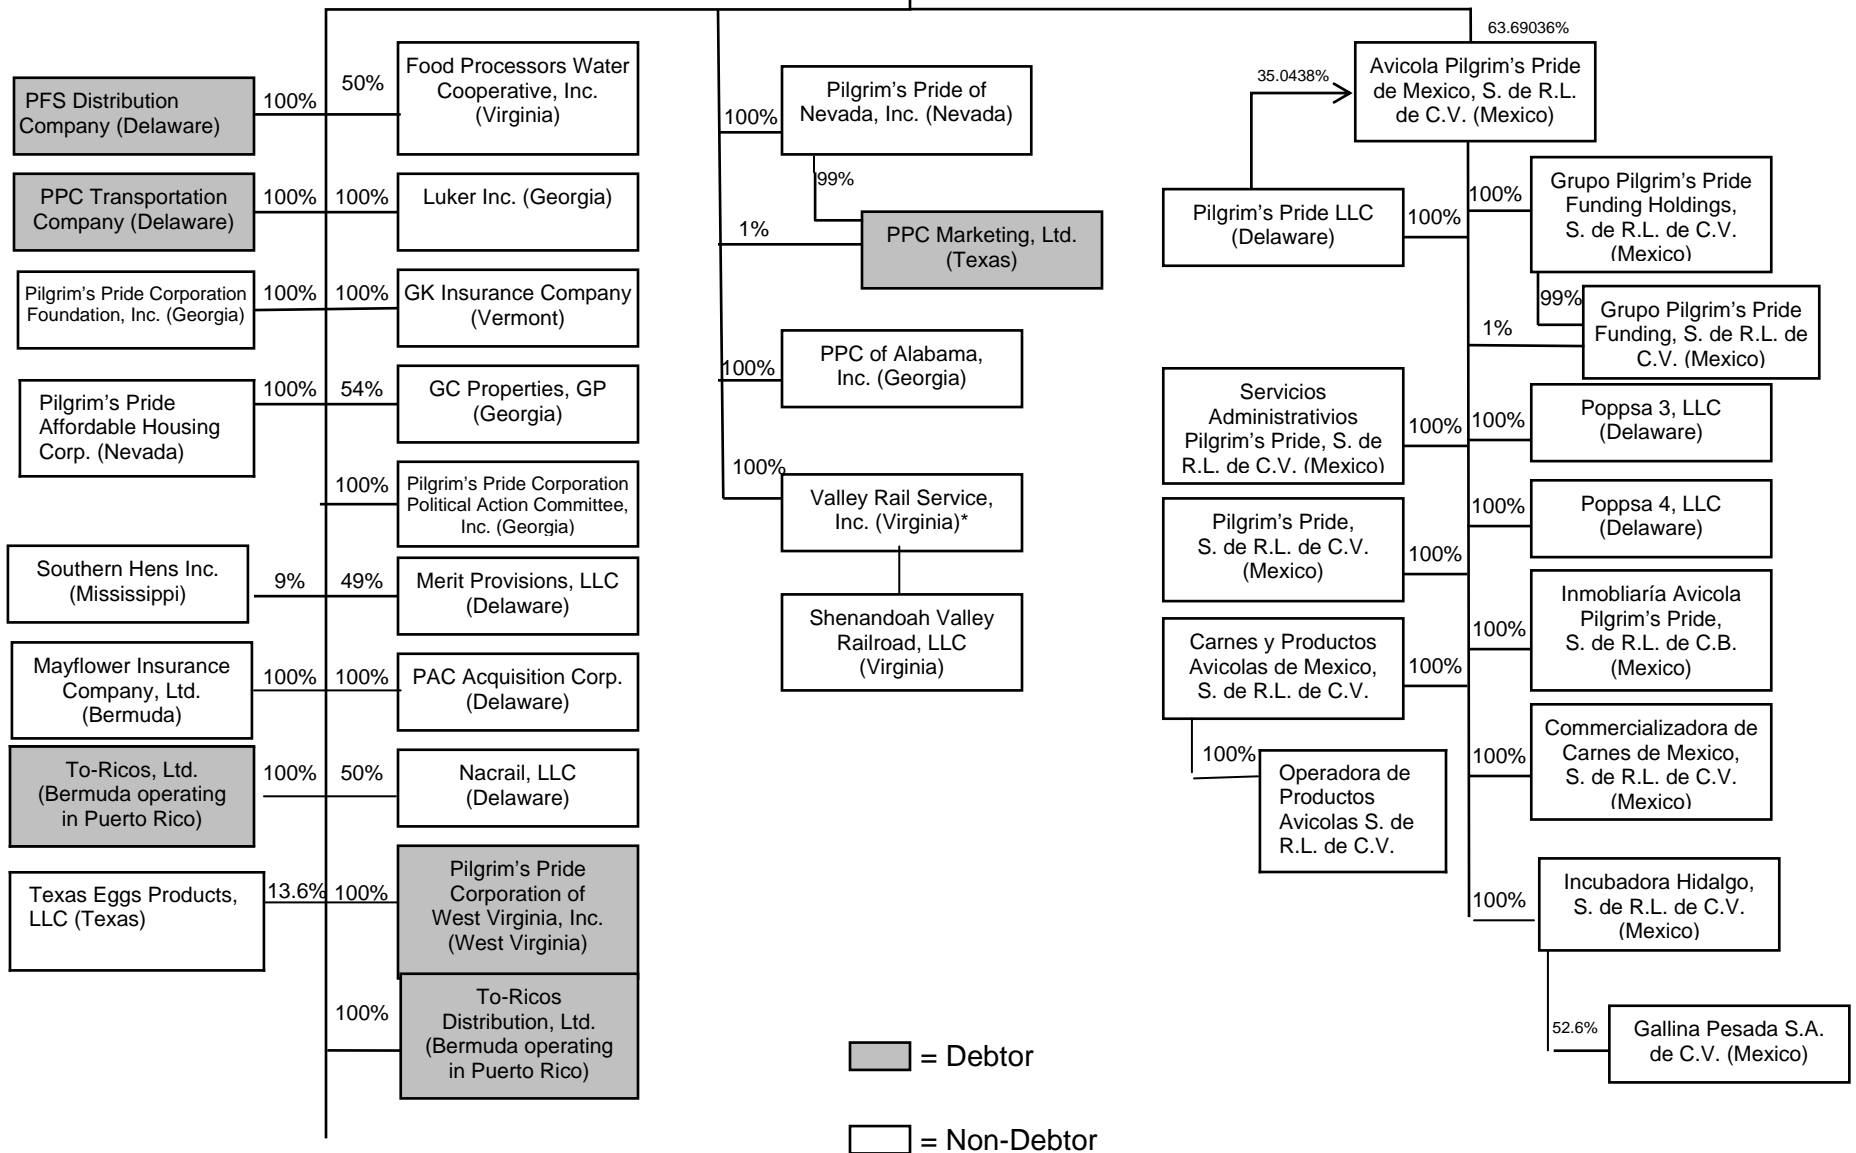 63.69036%
PFS Distribution
Company (Delaware)
100%
50%
Food Processors Water
Cooperative, Inc.
(Virginia)
PPC Transportation
Company (Delaware)
100%
100%
Luker Inc. (Georgia)
Pilgrim's Pride Corporation
Foundation, Inc. (Georgia)
100%
100%
GK Insurance Company
(Vermont)
Pilgrim's Pride
Affordable Housing
Corp. (Nevada)
100%
54%
GC Properties, GP
(Georgia)
100%
Pilgrim's Pride Corporation
Political Action Committee,
Inc. (Georgia)
Southern Hens Inc.
(Mississippi)
9%
49%
Merit Provisions, LLC
(Delaware)
Mayflower Insurance
Company, Ltd.
(Bermuda)
100%
100%
PAC Acquisition Corp.
(Delaware)
To-Ricos, Ltd.
(Bermuda operating
in Puerto Rico)
100%
50%
Nacrail, LLC
(Delaware)
Texas Eggs Products,
LLC (Texas)
13.6%
100%
Pilgrim's Pride
Corporation of
West Virginia, Inc.
(West Virginia)
100%
To-Ricos
Distribution, Ltd.
(Bermuda operating
in Puerto Rico)
100%
Pilgrim's Pride of
Nevada, Inc. (Nevada)
99%
1%
PPC Marketing, Ltd.
(Texas)
100%
PPC of Alabama,
Inc. (Georgia)
100%
Valley Rail Service,
Inc. (Virginia)*
Shenandoah Valley
Railroad, LLC
(Virginia)
35.0438%
Avicola Pilgrim's Pride
de Mexico, S. de R.L.
de C.V. (Mexico)
Pilgrim's Pride LLC
(Delaware)
100%
100%
Grupo Pilgrim's Pride
Funding Holdings,
S. de R.L. de C.V.
(Mexico)
99%
1%
Grupo Pilgrim's Pride
Funding, S. de R.L. de
C.V. (Mexico)
Servicios
Administrativios
Pilgrim's Pride, S. de
R.L. de C.V. (Mexico)
100%
100%
Poppsa 3, LLC
(Delaware)
Pilgrim's Pride,
S. de R.L. de C.V.
(Mexico)
100%
100%
Poppsa 4, LLC
(Delaware)
Carnes y Productos
Avicolas de Mexico,
S. de R.L. de C.V.
100%
100%
Inmobliaría Avicola
Pilgrim's Pride,
S. de R.L. de C.B.
(Mexico)
100%
Operadora de
Productos
Avicolas S. de
R.L. de C.V.
100%
Commercializadora de
Carnes de Mexico,
S. de R.L. de C.V.
(Mexico)
100%
Incubadora Hidalgo,
S. de R.L. de C.V.
(Mexico)
52.6%
Gallina Pesada S.A.
de C.V. (Mexico)
= Debtor
= Non-Debtor